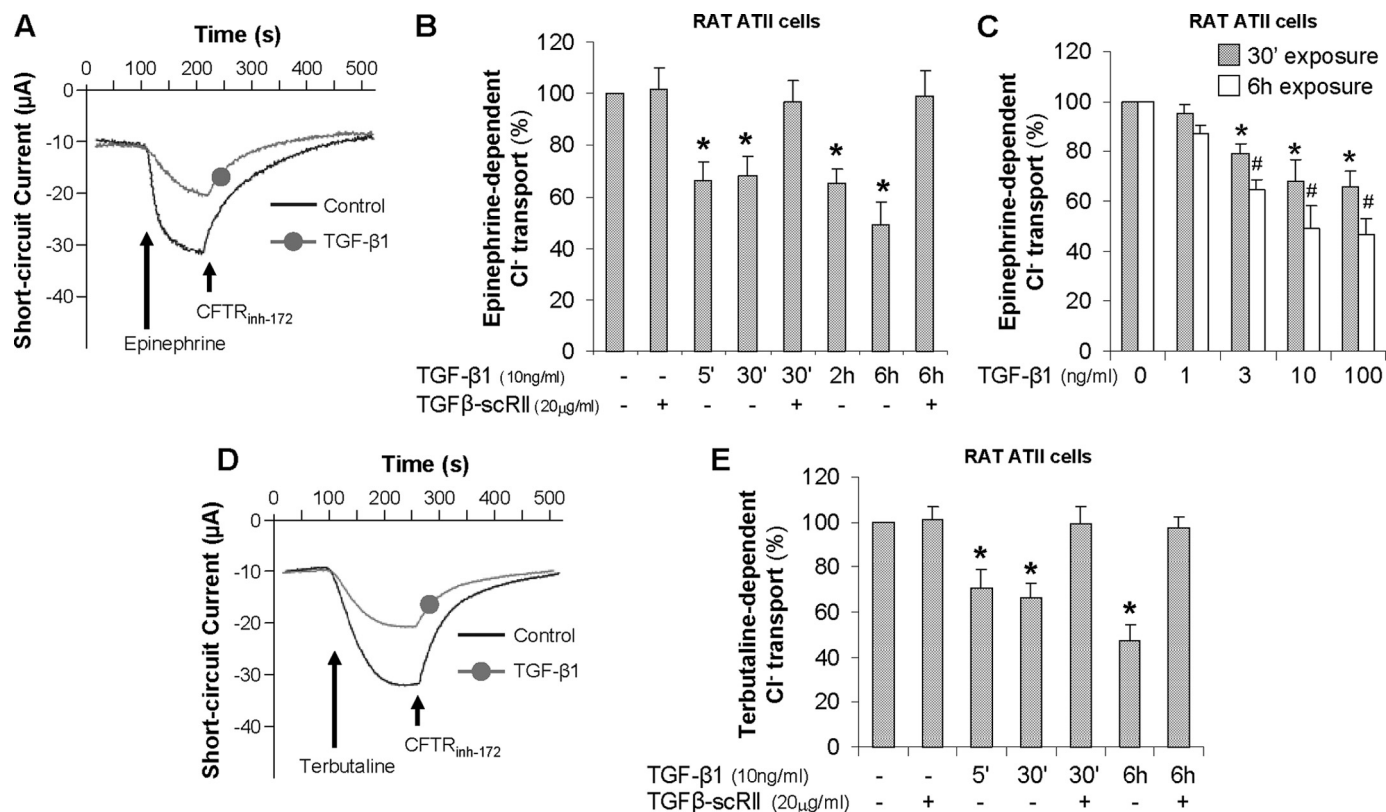 A
Time (s)
0 100 200 300 400 500
Short-circuit Current (µA)
0
-10
-20
-30
-40
Control
TGF-β1
CFTRinh-172
Epinephrine
B
RAT ATII cells
Epinephrine-dependent
Cl- transport (%)
120
100
80
60
40
20
0
* * * *
TGF-β1 (10ng/ml) - - 5' 30' 30' 2h 6h 6h
TGFβ-scRII (20µg/ml) - + - - + - - +
C
RAT ATII cells
30' exposure
6h exposure
Epinephrine-dependent
Cl- transport (%)
120
100
80
60
40
20
0
* * *
# # #
TGF-β1 (ng/ml) 0 1 3 10 100
D
Time (s)
0 100 200 300 400 500
Short-circuit Current (µA)
0
-10
-20
-30
-40
Control
TGF-β1
CFTRinh-172
Terbutaline
E
RAT ATII cells
Terbutaline-dependent
Cl- transport (%)
120
100
80
60
40
20
0
* * *
TGF-β1 (10ng/ml) - - 5' 30' 30' 6h 6h
TGFβ-scRII (20µg/ml) - + - - + - +